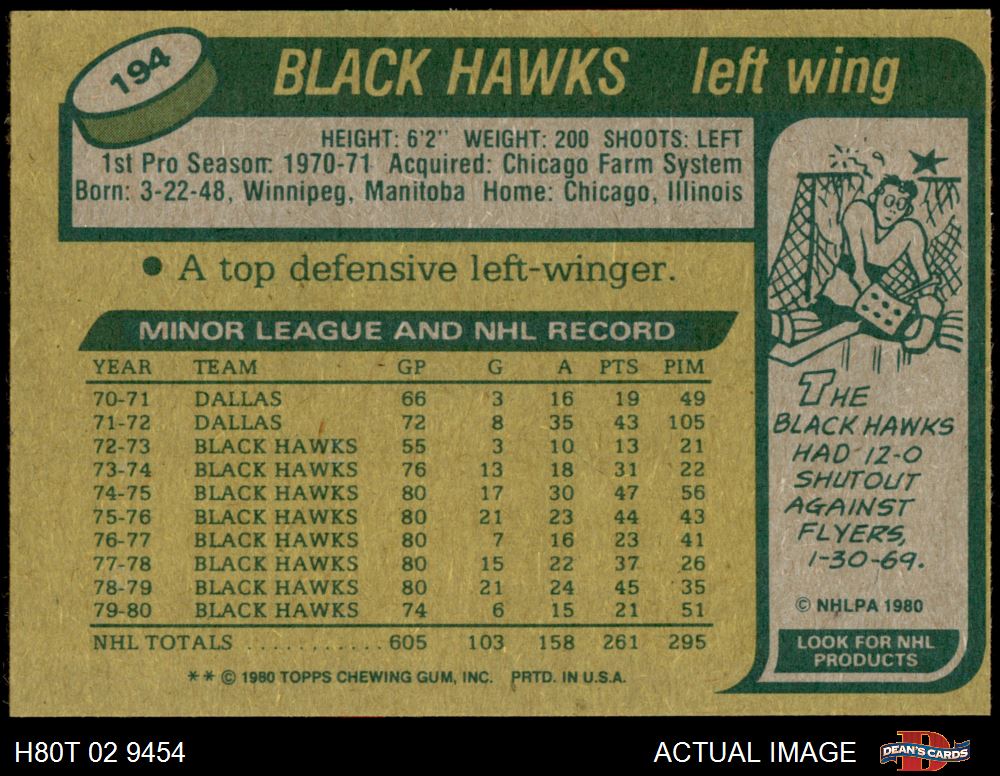 194
BLACK HAWKS left wing
HEIGHT: 6'2" WEIGHT: 200 SHOOTS: LEFT
1st Pro Season: 1970-71 Acquired: Chicago Farm System
Born: 3-22-48, Winnipeg, Manitoba Home: Chicago, Illinois
• A top defensive left-winger.
MINOR LEAGUE AND NHL RECORD
YEAR TEAM GP G A PTS PIM
70-71 DALLAS 66 3 16 19 49
71-72 DALLAS 72 8 35 43 105
72-73 BLACK HAWKS 55 3 10 13 21
73-74 BLACK HAWKS 76 13 18 31 22
74-75 BLACK HAWKS 80 17 30 47 56
75-76 BLACK HAWKS 80 21 23 44 43
76-77 BLACK HAWKS 80 7 16 23 41
77-78 BLACK HAWKS 80 15 22 37 26
78-79 BLACK HAWKS 80 21 24 45 35
79-80 BLACK HAWKS 74 6 15 21 51
NHL TOTALS ........... 605 103 158 261 295
** © 1980 TOPPS CHEWING GUM, INC. PRTD. IN U.S.A.
THE
BLACK HAWKS
HAD 12-0
SHUTOUT
AGAINST
FLYERS,
1-30-69.
© NHLPA 1980
LOOK FOR NHL
PRODUCTS
H80T 02 9454
ACTUAL IMAGE
D
DEAN'S CARDS